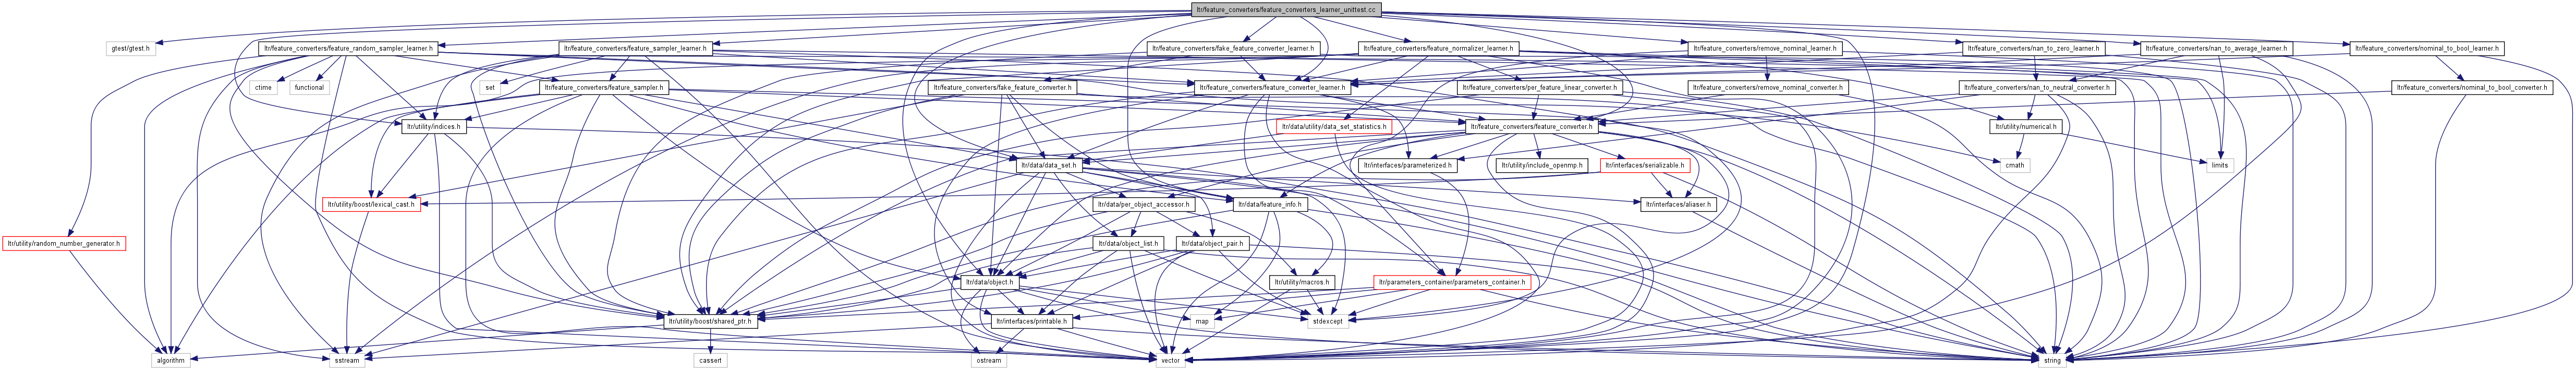 ltr/feature_converters/feature_converters_learner_unittest.cc
gtest/gtest.h
ltr/feature_converters/feature_random_sampler_learner.h
ltr/feature_converters/feature_sampler_learner.h
ltr/feature_converters/fake_feature_converter_learner.h
ltr/feature_converters/feature_normalizer_learner.h
ltr/feature_converters/remove_nominal_learner.h
ltr/feature_converters/nan_to_zero_learner.h
ltr/feature_converters/nan_to_average_learner.h
ltr/feature_converters/nominal_to_bool_learner.h
ctime
functional
set
ltr/feature_converters/feature_sampler.h
ltr/feature_converters/fake_feature_converter.h
ltr/feature_converters/feature_converter_learner.h
ltr/feature_converters/per_feature_linear_converter.h
ltr/feature_converters/remove_nominal_converter.h
ltr/feature_converters/nan_to_neutral_converter.h
ltr/feature_converters/nominal_to_bool_converter.h
ltr/utility/indices.h
ltr/data/utility/data_set_statistics.h
ltr/feature_converters/feature_converter.h
ltr/utility/numerical.h
ltr/data/data_set.h
ltr/interfaces/parameterized.h
ltr/utility/include_openmp.h
ltr/interfaces/serializable.h
cmath
limits
ltr/utility/boost/lexical_cast.h
ltr/data/per_object_accessor.h
ltr/data/feature_info.h
ltr/interfaces/aliaser.h
ltr/utility/random_number_generator.h
ltr/data/object_list.h
ltr/data/object_pair.h
ltr/data/object.h
ltr/utility/macros.h
ltr/parameters_container/parameters_container.h
ltr/utility/boost/shared_ptr.h
ltr/interfaces/printable.h
map
stdexcept
algorithm
sstream
cassert
ostream
vector
string